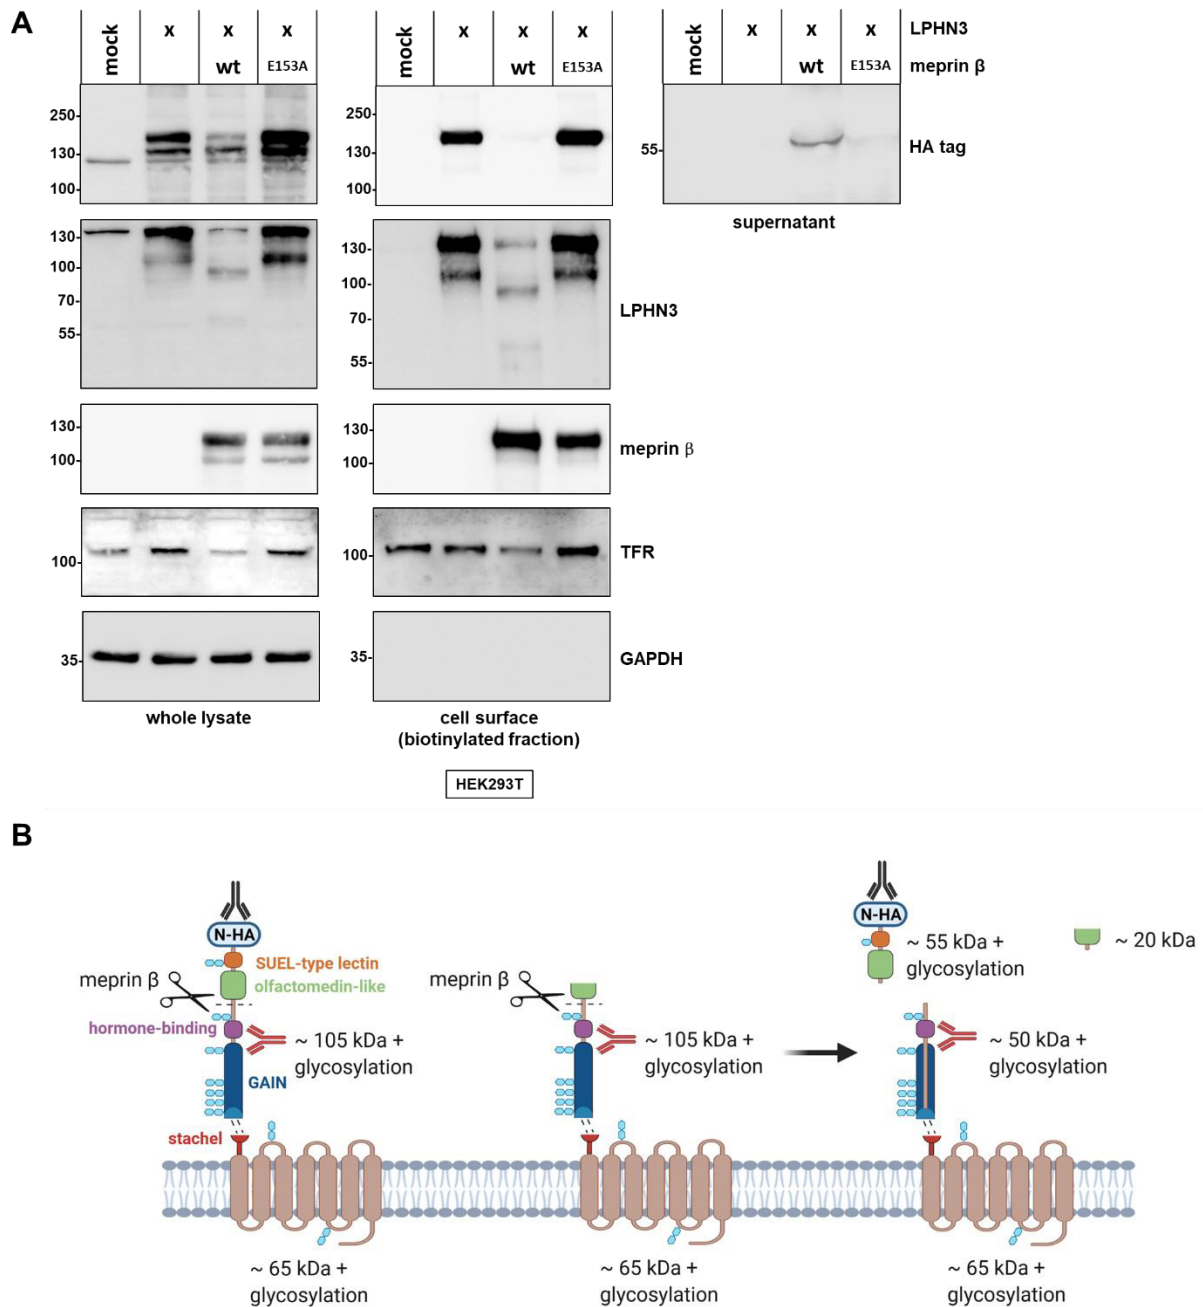 A
mock
x
x
x
wt
E153A
mock
x
x
x
wt
E153A
mock
x
x
x
wt
E153A
LPHN3
meprin β
250-
130-
100-
250-
130-
100-
55-
HA tag
supernatant
130-
100-
70-
55-
130-
100-
70-
55-
LPHN3
130-
100-
130-
100-
meprin β
100-
100-
TFR
35-
35-
GAPDH
whole lysate
cell surface
(biotinylated fraction)
HEK293T
B
N-HA
SUEL-type lectin
olfactomedin-like
meprin β
hormone-binding
~ 105 kDa +
glycosylation
GAIN
stachel
~ 65 kDa +
glycosylation
meprin β
~ 105 kDa +
glycosylation
~ 65 kDa +
glycosylation
N-HA
~ 55 kDa +
glycosylation
~ 20 kDa
~ 50 kDa +
glycosylation
~ 65 kDa +
glycosylation